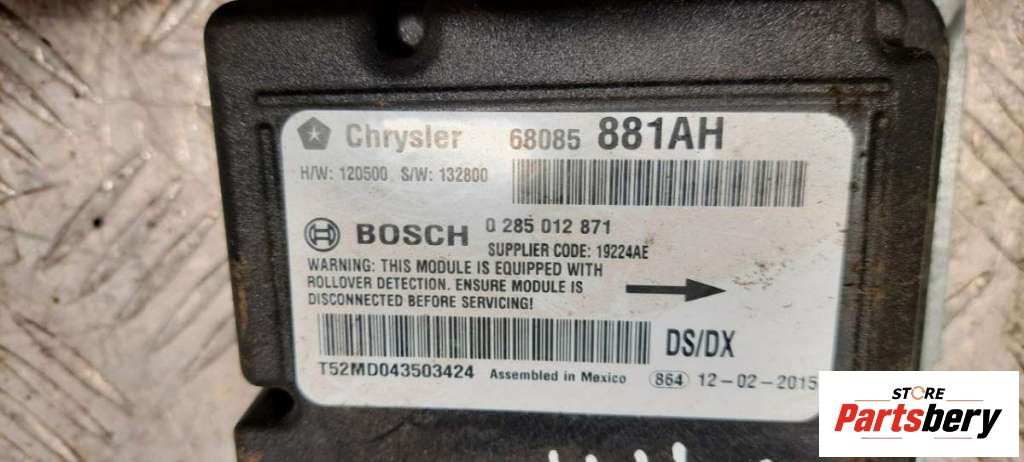 Chrysler 68085 881AH
H/W: 120500 S/W: 132800
BOSCH 0 285 012 871
SUPPLIER CODE: 19224AE
WARNING: THIS MODULE IS EQUIPPED WITH
ROLLOVER DETECTION. ENSURE MODULE IS
DISCONNECTED BEFORE SERVICING!
DS/DX
T52MD043503424 Assembled in Mexico 864 12-02-2015
STORE
Partsbery